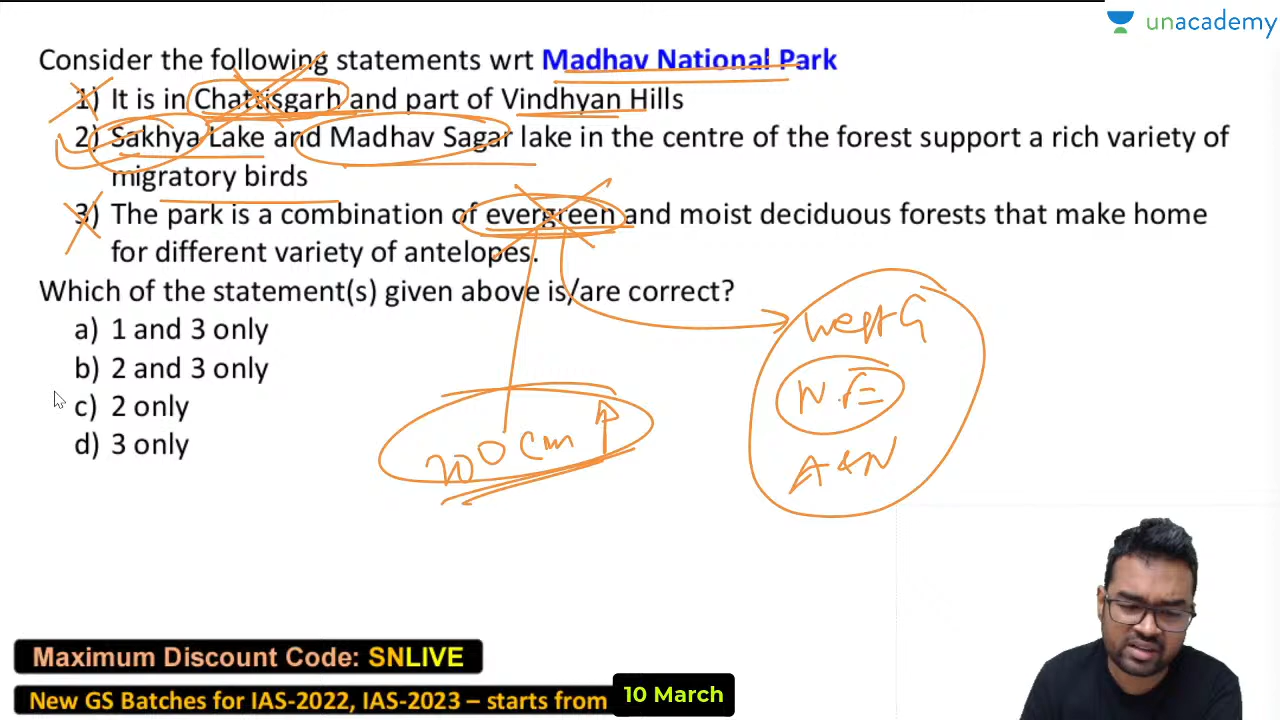 unacademy
Consider the following statements wrt Madhav National Park
1) It is in Chattisgarh and part of Vindhyan Hills
2) Sakhya Lake and Madhav Sagar lake in the centre of the forest support a rich variety of
migratory birds
3) The park is a combination of evergreen and moist deciduous forests that make home
for different variety of antelopes.
Which of the statement(s) given above is/are correct?
a) 1 and 3 only
b) 2 and 3 only
c) 2 only
d) 3 only
West G
N.E
A & N
200 cm ↑
Maximum Discount Code: SNLIVE
New GS Batches for IAS-2022, IAS-2023 – starts from 10 March